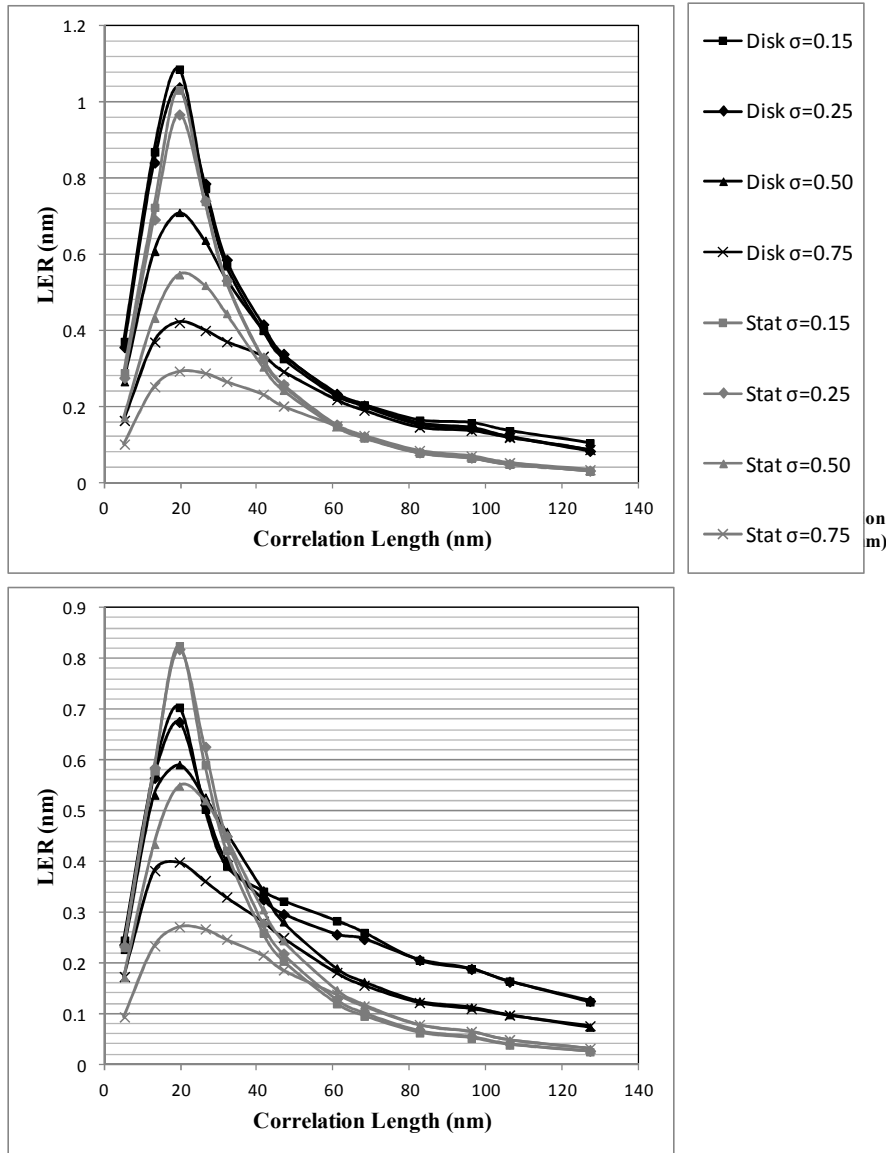 1.2
1
0.8
0.6
0.4
0.2
0
LER (nm)
0 20 40 60 80 100 120 140
Correlation Length (nm)
Disk σ=0.15
Disk σ=0.25
Disk σ=0.50
Disk σ=0.75
Stat σ=0.15
Stat σ=0.25
Stat σ=0.50
Stat σ=0.75
on
m)
0.9
0.8
0.7
0.6
0.5
0.4
0.3
0.2
0.1
0
LER (nm)
0 20 40 60 80 100 120 140
Correlation Length (nm)